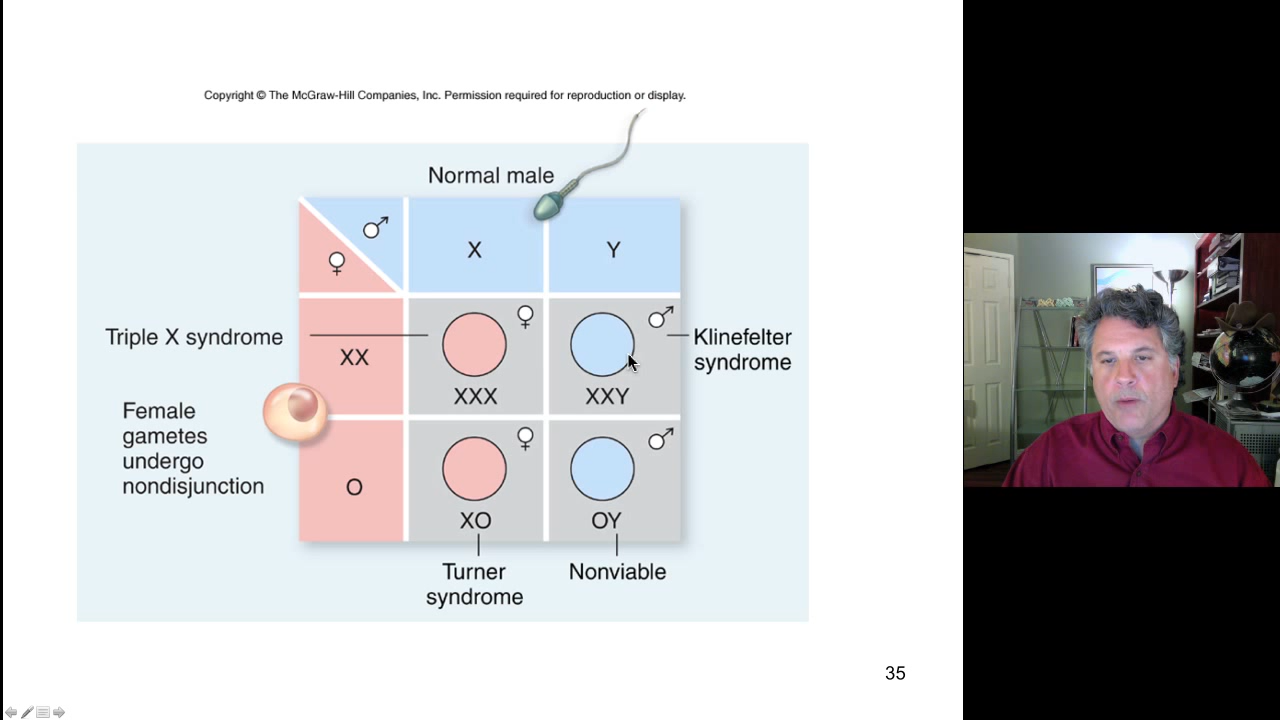 Copyright © The McGraw-Hill Companies, Inc. Permission required for reproduction or display.
Normal male
X
Y
Triple X syndrome
XX
XXX
XXY
Klinefelter
syndrome
Female
gametes
undergo
nondisjunction
O
XO
OY
Turner
syndrome
Nonviable
35